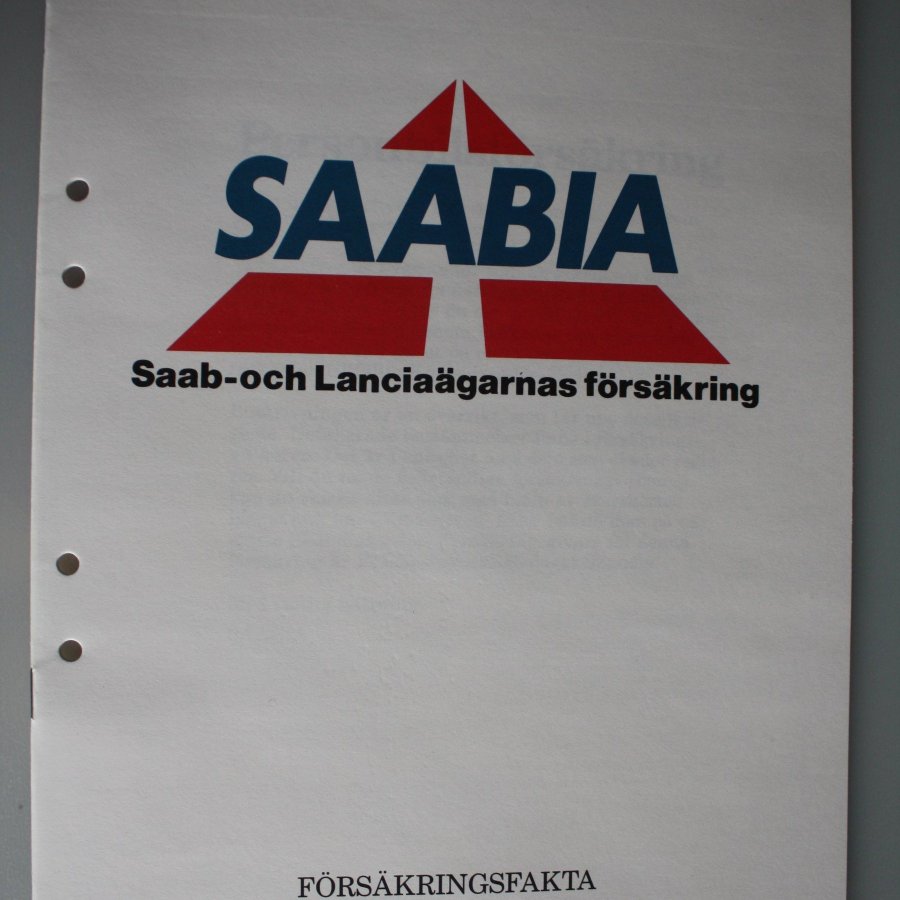 SAABIA
Saab-och Lanciaägarnas försäkring
FÖRSÄKRINGSFAKTA